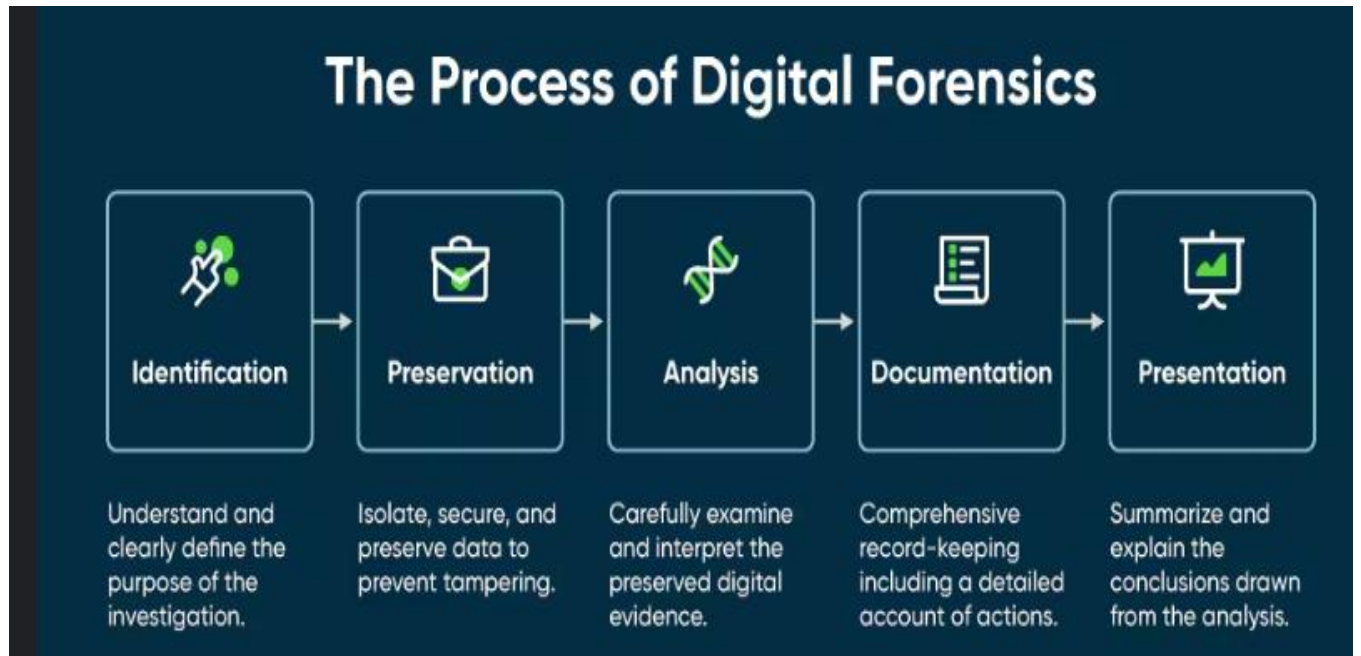 The Process of Digital Forensics
Identification
Preservation
Analysis
Documentation
Presentation
Understand and
clearly define the
purpose of the
investigation.
Isolate, secure, and
preserve data to
prevent tampering.
Carefully examine
and interpret the
preserved digital
evidence.
Comprehensive
record-keeping
including a detailed
account of actions.
Summarize and
explain the
conclusions drawn
from the analysis.